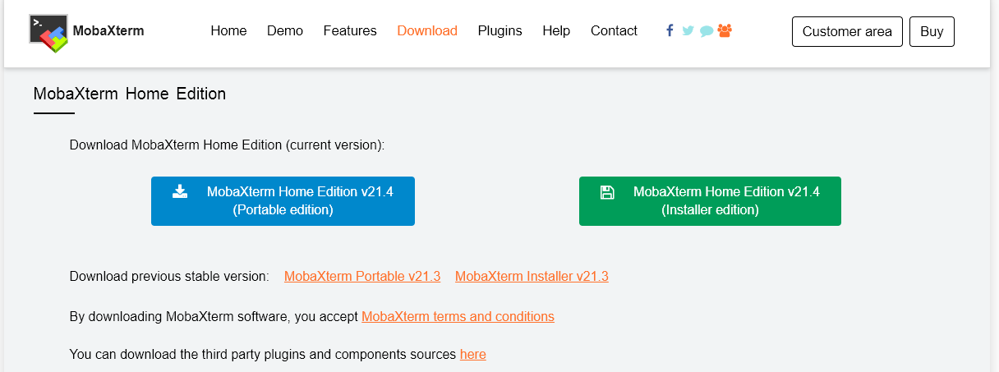 >_ MobaXterm Home Demo Features Download Plugins Help Contact Customer area Buy
MobaXterm Home Edition
Download MobaXterm Home Edition (current version):
MobaXterm Home Edition v21.4
(Portable edition)
MobaXterm Home Edition v21.4
(Installer edition)
Download previous stable version: MobaXterm Portable v21.3 MobaXterm Installer v21.3
By downloading MobaXterm software, you accept MobaXterm terms and conditions
You can download the third party plugins and components sources here